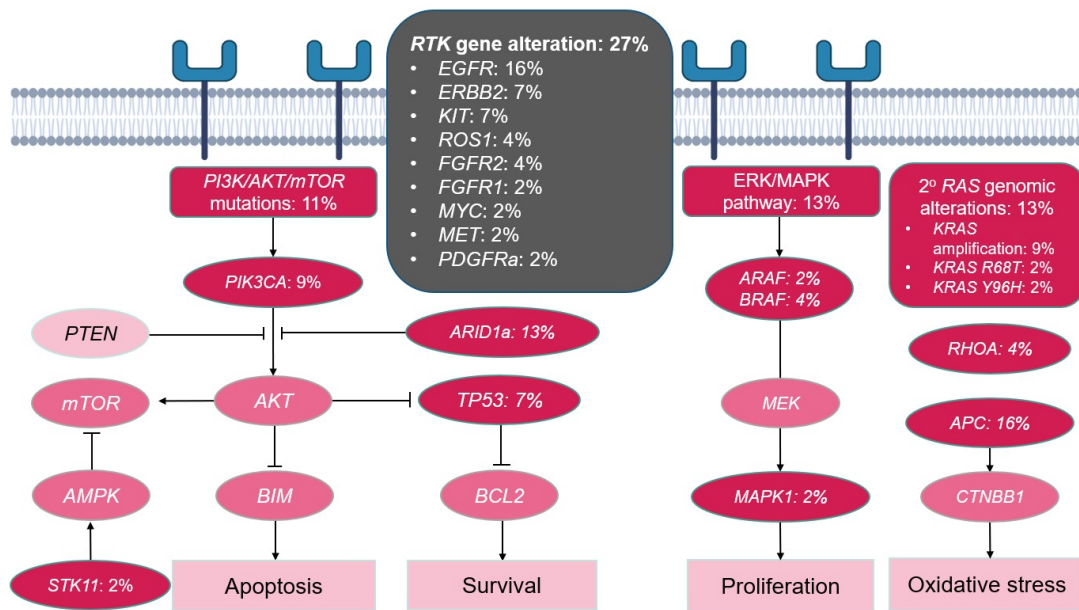 RTK gene alteration: 27%
• EGFR: 16%
• ERBB2: 7%
• KIT: 7%
• ROS1: 4%
• FGFR2: 4%
• FGFR1: 2%
• MYC: 2%
• MET: 2%
• PDGFRa: 2%
PI3K/AKT/mTOR
mutations: 11%
ERK/MAPK
pathway: 13%
2º RAS genomic
alterations: 13%
• KRAS
amplification: 9%
• KRAS R68T: 2%
• KRAS Y96H: 2%
PIK3CA: 9%
ARAF: 2%
BRAF: 4%
PTEN
ARID1a: 13%
RHOA: 4%
mTOR
AKT
TP53: 7%
MEK
APC: 16%
AMPK
BIM
BCL2
MAPK1: 2%
CTNBB1
STK11: 2%
Apoptosis
Survival
Proliferation
Oxidative stress